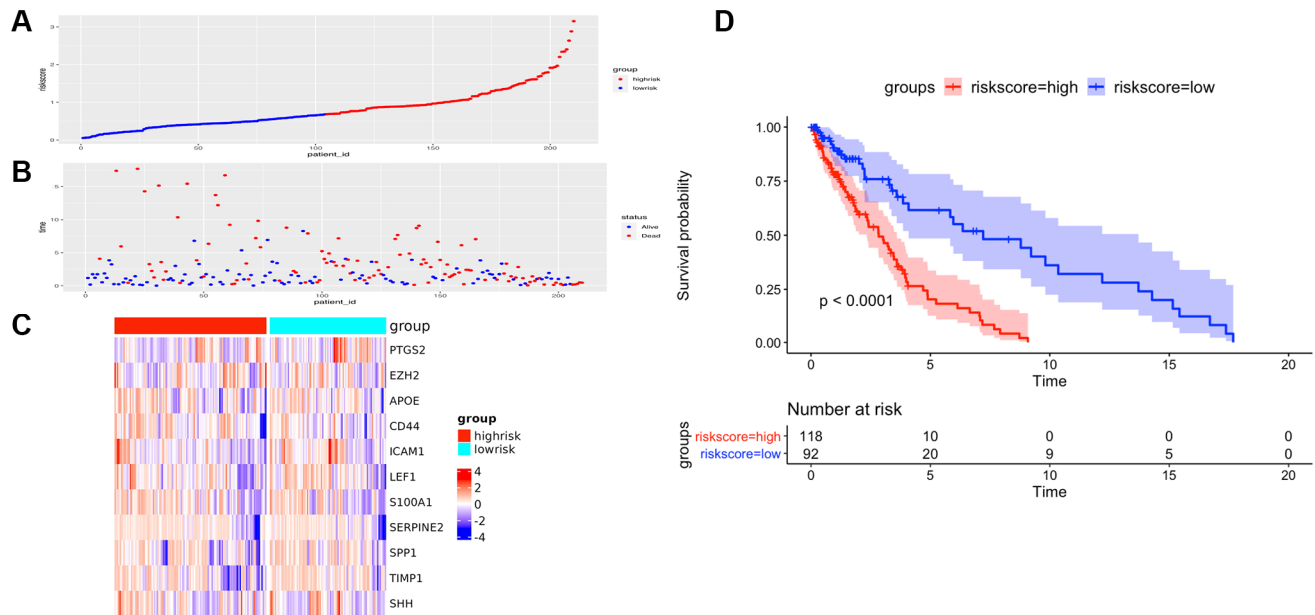 A
3
2
1
0
riskscore
0
50
100
150
200
patient_id
group
highrisk
lowrisk
B
5
10
5
0
time
0
50
100
150
200
patient_id
status
Alive
Dead
C
group
PTGS2
EZH2
APOE
CD44
ICAM1
LEF1
S100A1
SERPINE2
SPP1
TIMP1
SHH
group
highrisk
lowrisk
4
2
0
-2
-4
D
groups riskscore=high riskscore=low
1.00
0.75
0.50
0.25
0.00
Survival probability
p < 0.0001
0 5 10 15 20
Time
Number at risk
groups
riskscore=high 118 10 0 0 0
riskscore=low 92 20 9 5 0
0 5 10 15 20
Time